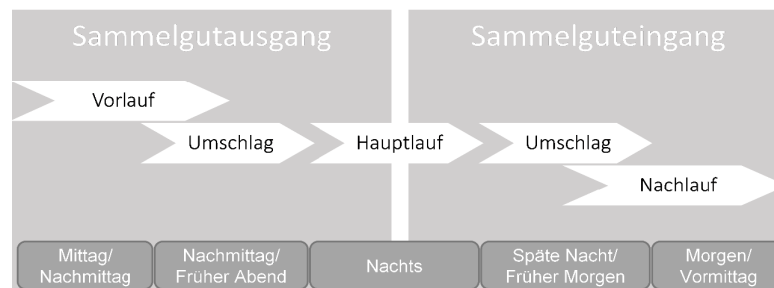 Sammelgutausgang
Sammelguteingang
Vorlauf
Umschlag
Hauptlauf
Umschlag
Nachlauf
Mittag/
Nachmittag
Nachmittag/
Früher Abend
Nachts
Späte Nacht/
Früher Morgen
Morgen/
Vormittag